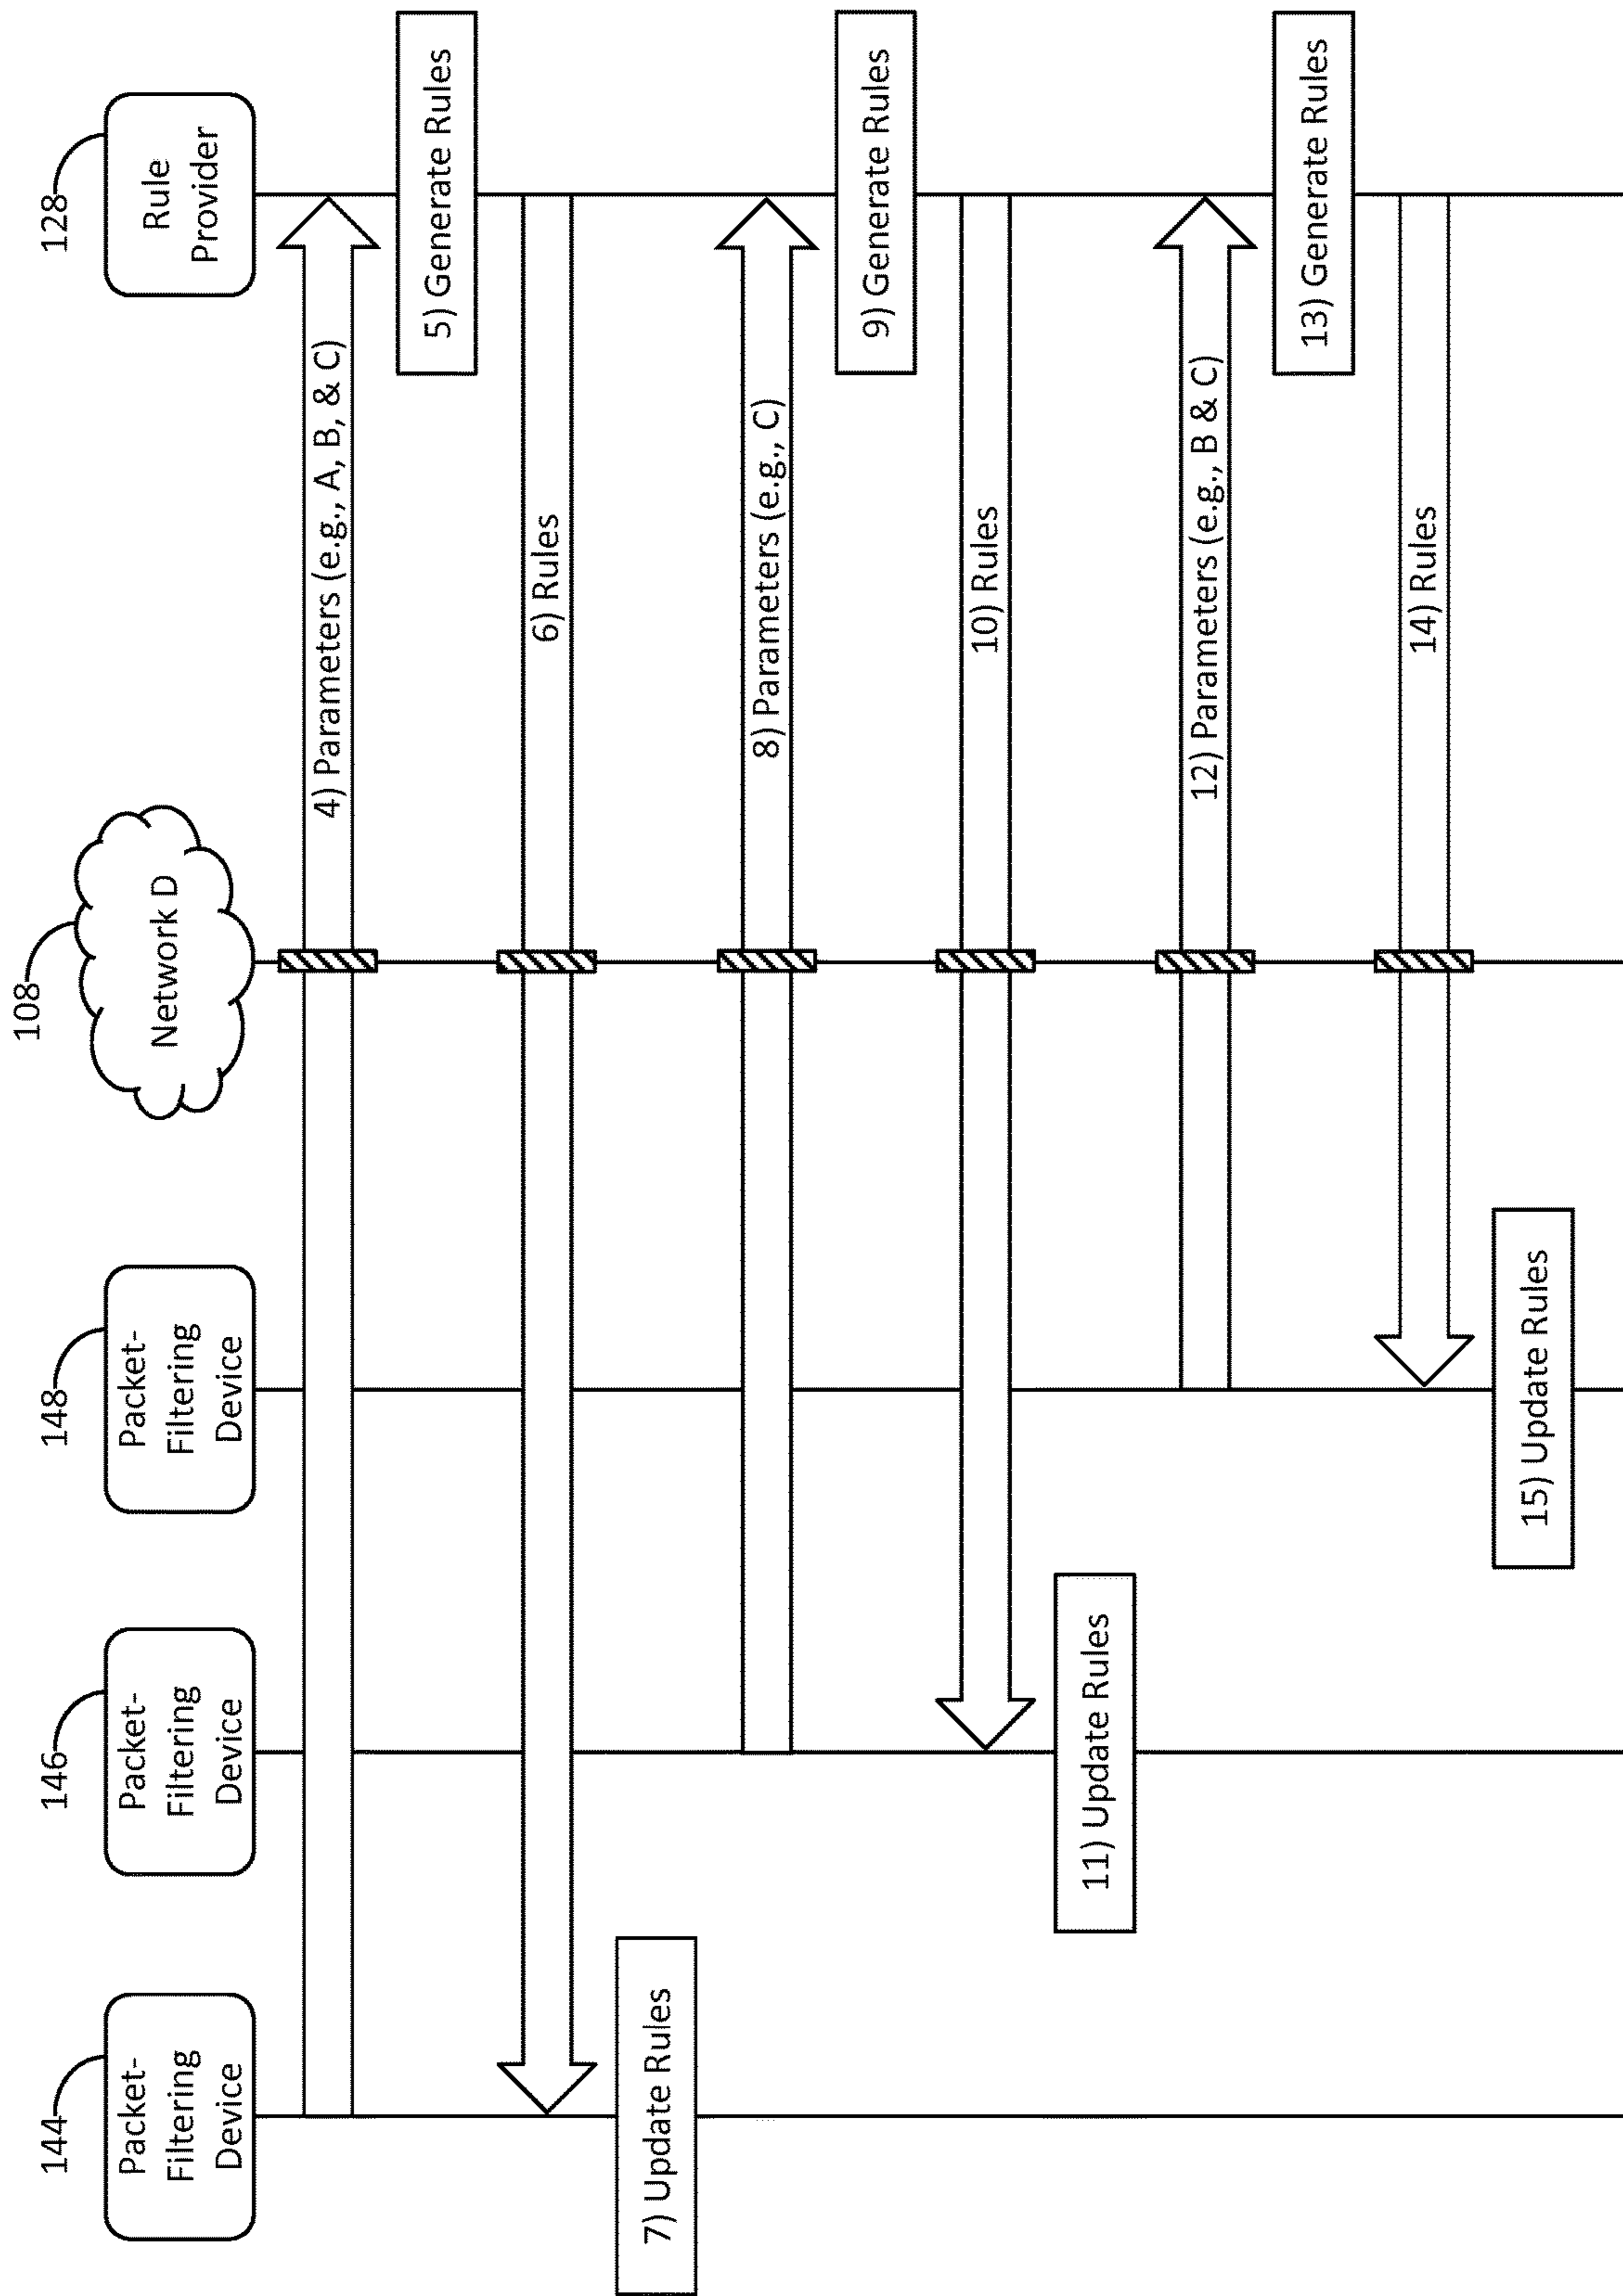 144
146
148
108
128
Packet-
Filtering
Device
Packet-
Filtering
Device
Packet-
Filtering
Device
Network D
Rule
Provider
4) Parameters (e.g., A, B, & C)
5) Generate Rules
6) Rules
7) Update Rules
8) Parameters (e.g., C)
9) Generate Rules
10) Rules
11) Update Rules
12) Parameters (e.g., B & C)
13) Generate Rules
14) Rules
15) Update Rules